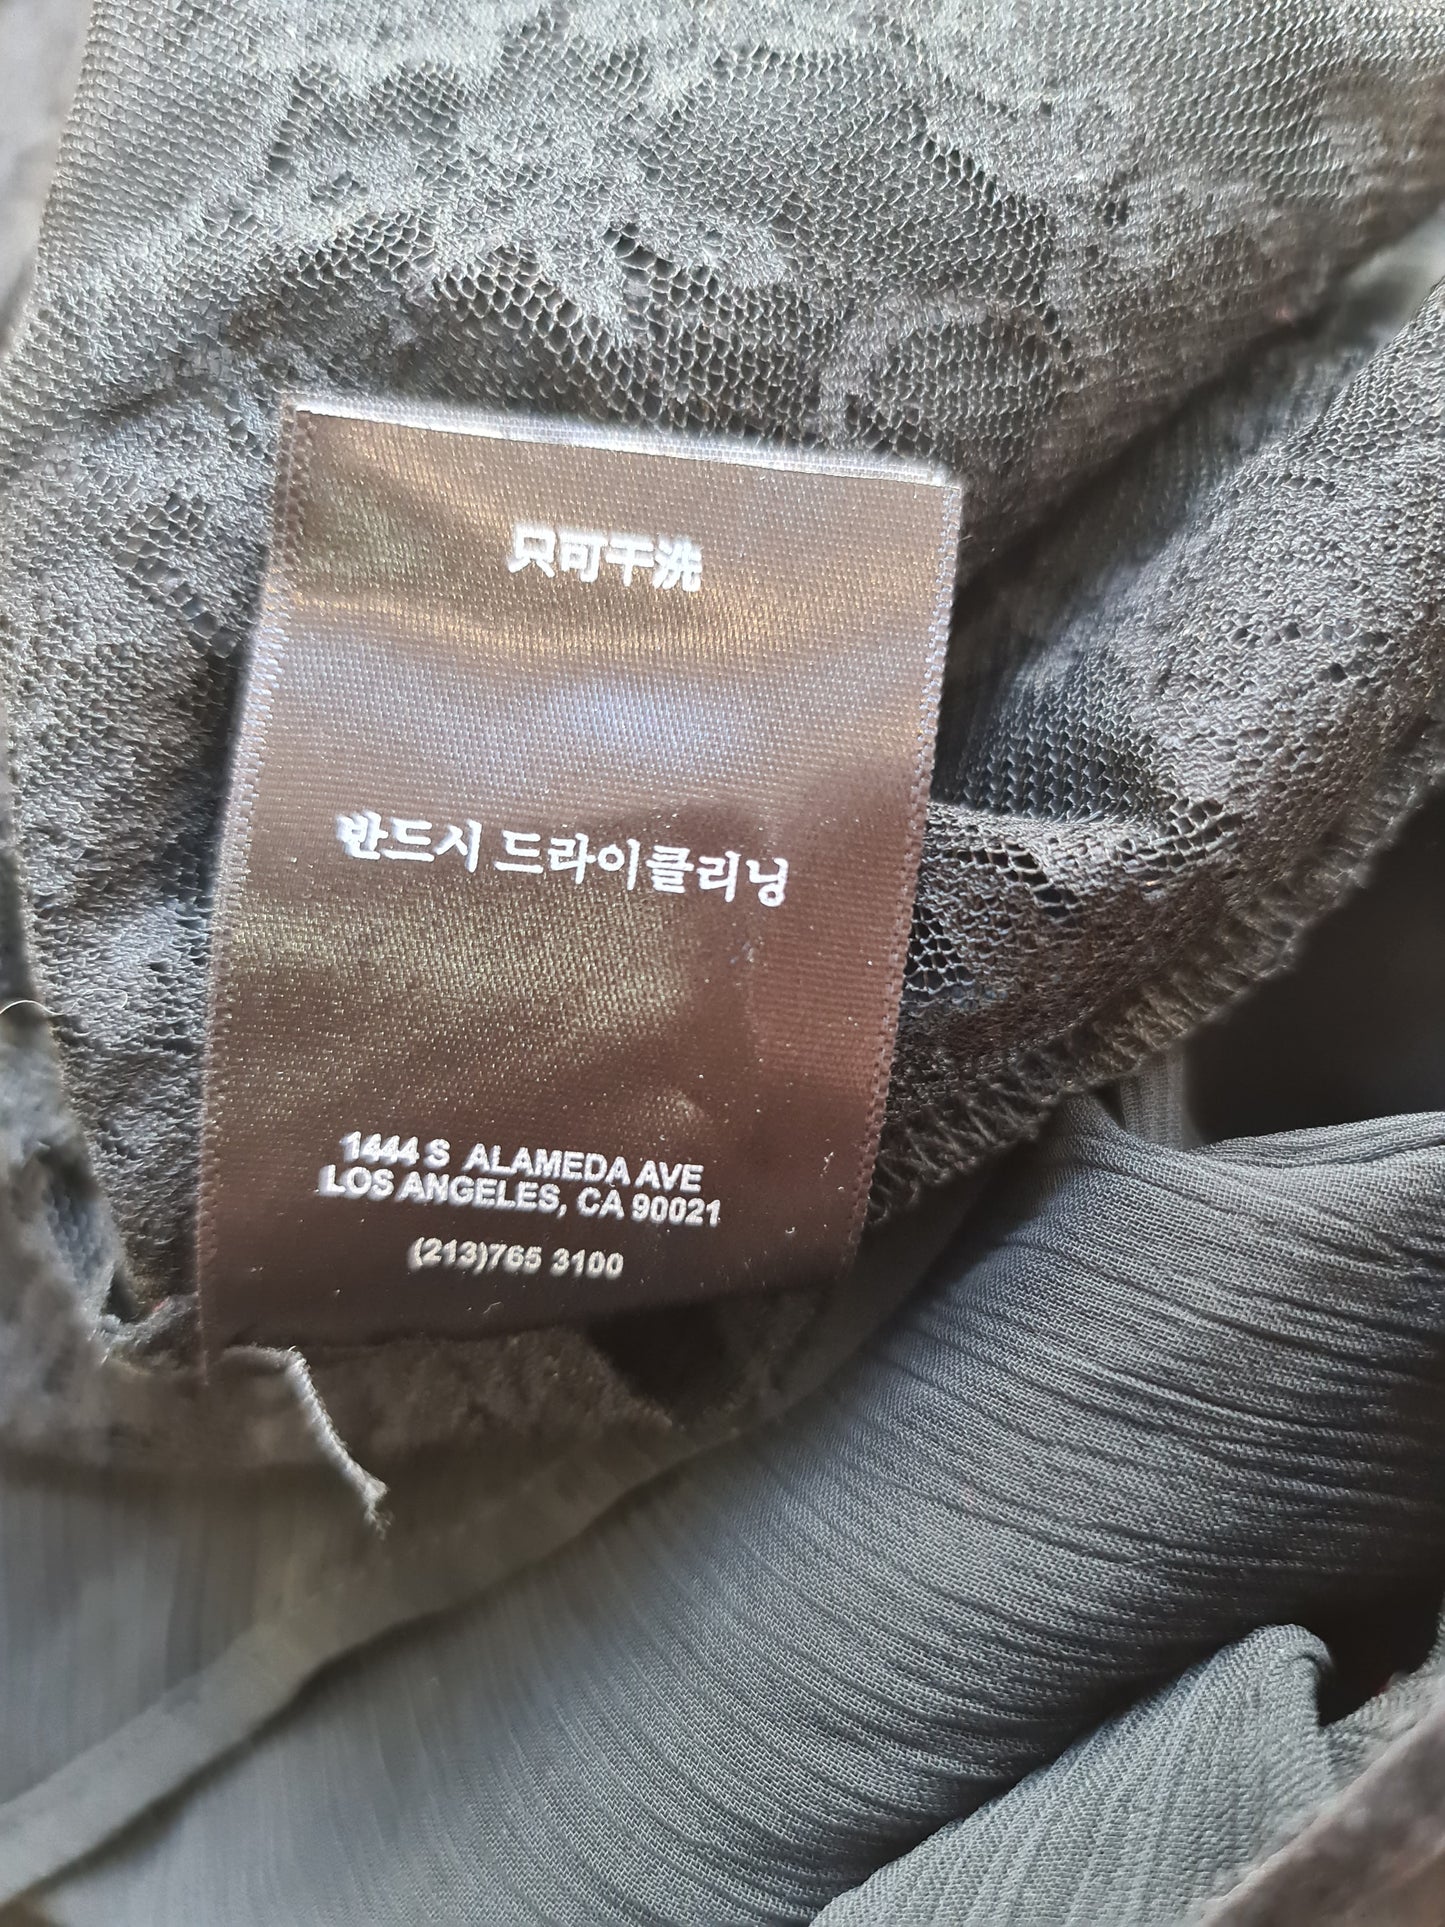 只可干洗
반드시 드라이클리닝
1444 S ALAMEDA AVE
LOS ANGELES, CA 90021
(213)765 3100